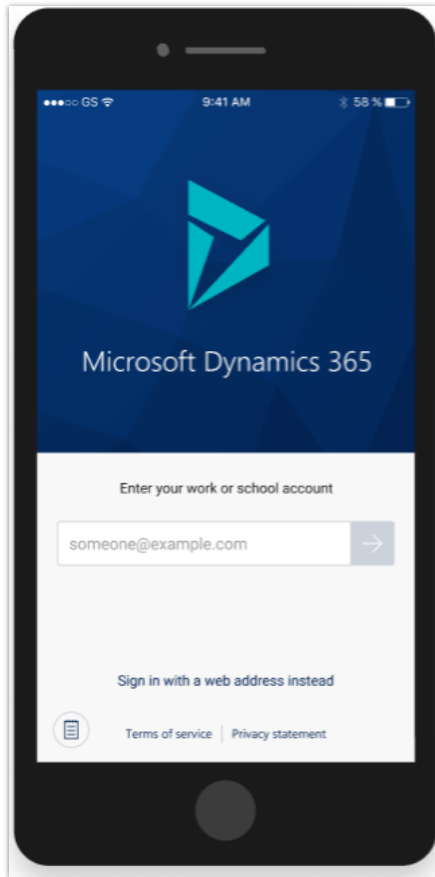 GS 9:41 AM 58 %
Microsoft Dynamics 365
Enter your work or school account
someone@example.com
Sign in with a web address instead
Terms of service Privacy statement